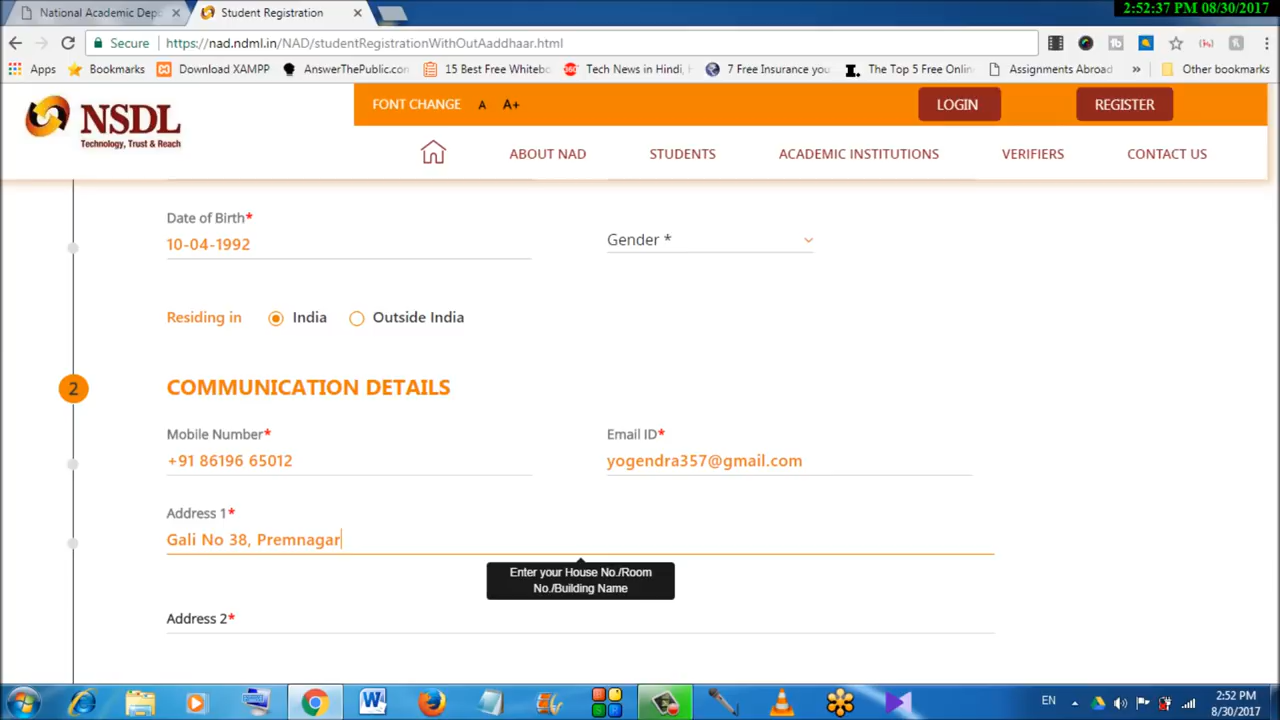 2:52:37 PM 08/30/2017
National Academic Dep
Student Registration
Secure
https://nad.ndml.in/NAD/studentRegistrationWithOutAaddhaar.html
Apps
Bookmarks
Download XAMPP
AnswerThePublic.co
15 Best Free Whitebo
Tech News in Hindi,
7 Free Insurance you
The Top 5 Free Onli
Assignments Abroad
»
Other bookmarks
NSDL
Technology, Trust & Reach
FONT CHANGE A A+
LOGIN
REGISTER
ABOUT NAD
STUDENTS
ACADEMIC INSTITUTIONS
VERIFIERS
CONTACT US
Date of Birth*
10-04-1992
Gender *
Residing in
India
Outside India
2
COMMUNICATION DETAILS
Mobile Number*
+91 86196 65012
Email ID*
yogendra357@gmail.com
Address 1*
Gali No 38, Premnagar
Enter your House No./Room
No./Building Name
Address 2*
EN
2:52 PM
8/30/2017